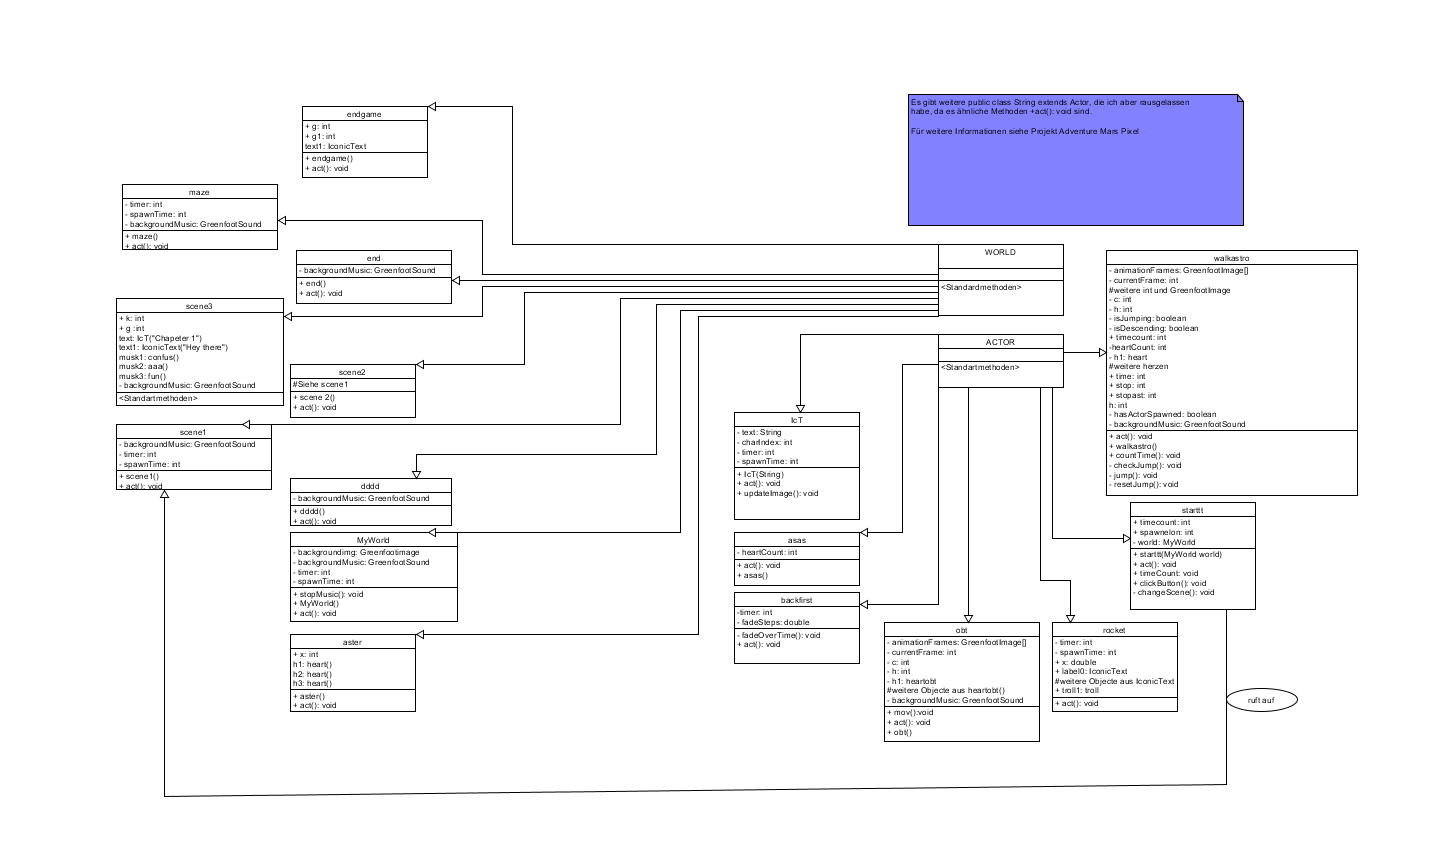 Es gibt weitere public class String extends Actor, die ich aber rausgelassen
habe, da es ähnliche Methoden +act(): void sind.
Für weitere Informationen siehe Projekt Adventure Mars Pixel
endgame
+ g: int
+ g1: int
text1: IconicText
+ endgame()
+ act(): void
maze
- timer: int
- spawnTime: int
- backgroundMusic: GreenfootSound
+ maze()
+ act(): void
end
- backgroundMusic: GreenfootSound
+ end()
+ act(): void
scene3
+ k: int
+ g :int
text: IcT("Chapeter 1")
text1: IconicText("Hey there")
musk1: confus()
musk2: aaa()
musk3: fun()
- backgroundMusic: GreenfootSound
<Standartmethoden>
scene2
#Siehe scene1
+ scene 2()
+ act(): void
scene1
- backgroundMusic: GreenfootSound
- timer: int
- spawnTime: int
+ scene1()
+ act(): void
dddd
- backgroundMusic: GreenfootSound
+ dddd()
+ act(): void
MyWorld
- backgroundimg: Greenfootimage
- backgroundMusic: GreenfootSound
- timer: int
- spawnTime: int
+ stopMusic(): void
+ MyWorld()
+ act(): void
aster
+ x: int
h1: heart()
h2: heart()
h3: heart()
+ aster()
+ act(): void
WORLD
<Standardmethoden>
ACTOR
<Standartmethoden>
IcT
- text: String
- charIndex: int
- timer: int
- spawnTime: int
+ IcT(String)
+ act(): void
+ updateImage(): void
asas
- heartCount: int
+ act(): void
+ asas()
backfirst
-timer: int
- fadeSteps: double
- fadeOverTime(): void
+ act(): void
obt
- animationFrames: GreenfootImage[]
- currentFrame: int
- c: int
- h: int
- h1: heartobt
#weitere Objecte aus heartobt()
- backgroundMusic: GreenfootSound
+ mov():void
+ act(): void
+ obt()
rocket
- timer: int
- spawnTime: int
+ x: double
+ label0: IconicText
#weitere Objecte aus IconicText
+ troll1: troll
+ act(): void
walkastro
- animationFrames: GreenfootImage[]
- currentFrame: int
#weitere int und GreenfootImage
- c: int
- h: int
- isJumping: boolean
- isDescending: boolean
+ timecount: int
-heartCount: int
- h1: heart
#weitere herzen
+ time: int
+ stop: int
+ stopast: int
h: int
- hasActorSpawned: boolean
- backgroundMusic: GreenfootSound
+ act(): void
+ walkastro()
+ countTime(): void
- checkJump(): void
- jump(): void
- resetJump(): void
starttt
+ timecount: int
+ spawnelon: int
- world: MyWorld
+ starttt(MyWorld world)
+ act(): void
+ timeCount: void
+ clickButton(): void
- changeScene(): void
ruft auf